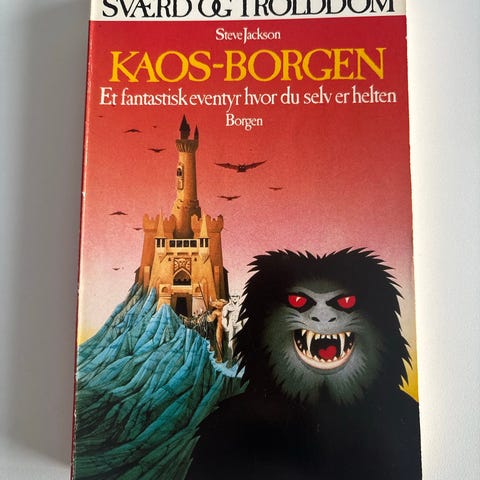 SVÆRD OG TROLDDOM
Steve Jackson
KAOS-BORGEN
Et fantastisk eventyr hvor du selv er helten
Borgen